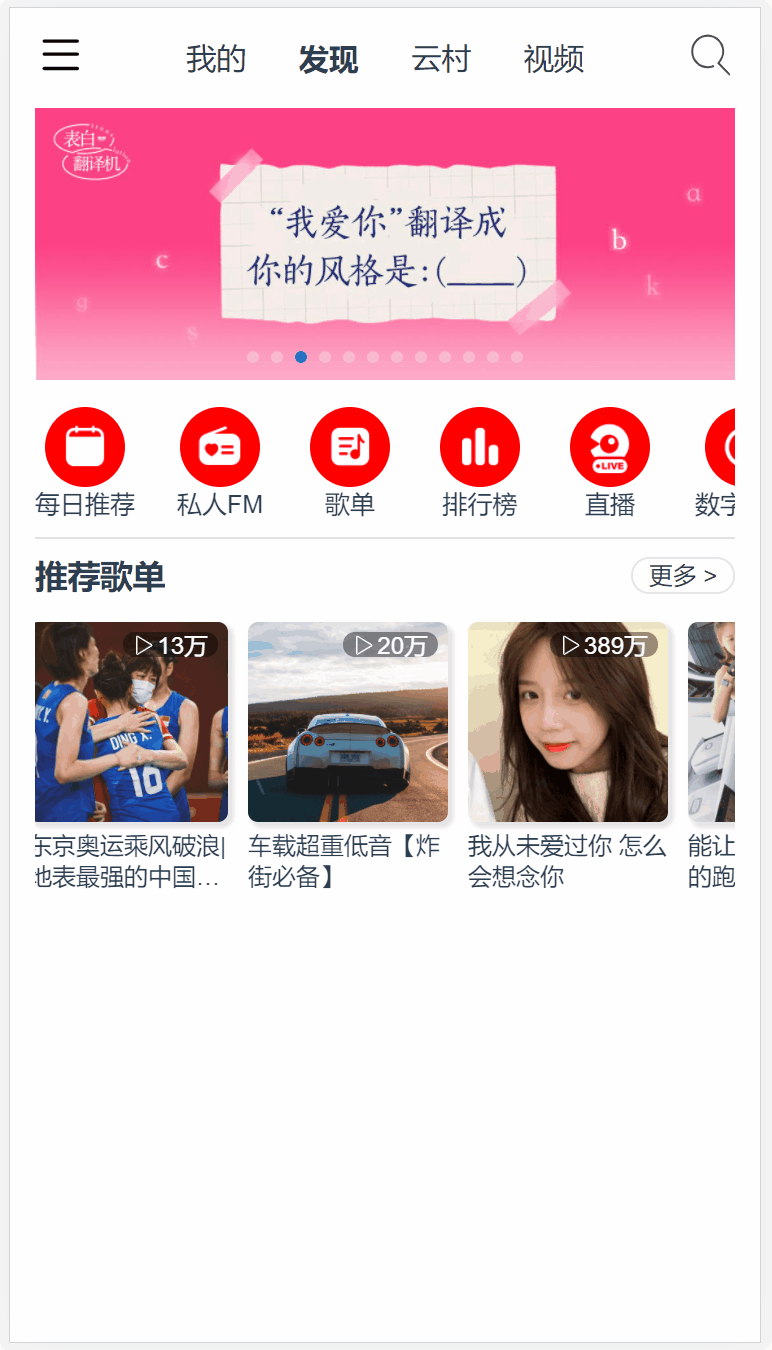 我的 发现 云村 视频
表白
翻译机
“我爱你”翻译成
你的风格是:(____)
a
b
c
k
g
s
每日推荐 私人FM 歌单 排行榜 直播 数字
LIVE
推荐歌单 更多 >
13万 20万 389万
DING X.
16
东京奥运乘风破浪|
地表最强的中国…
车载超重低音【炸
街必备】
我从未爱过你 怎么
会想念你
能让
的跑